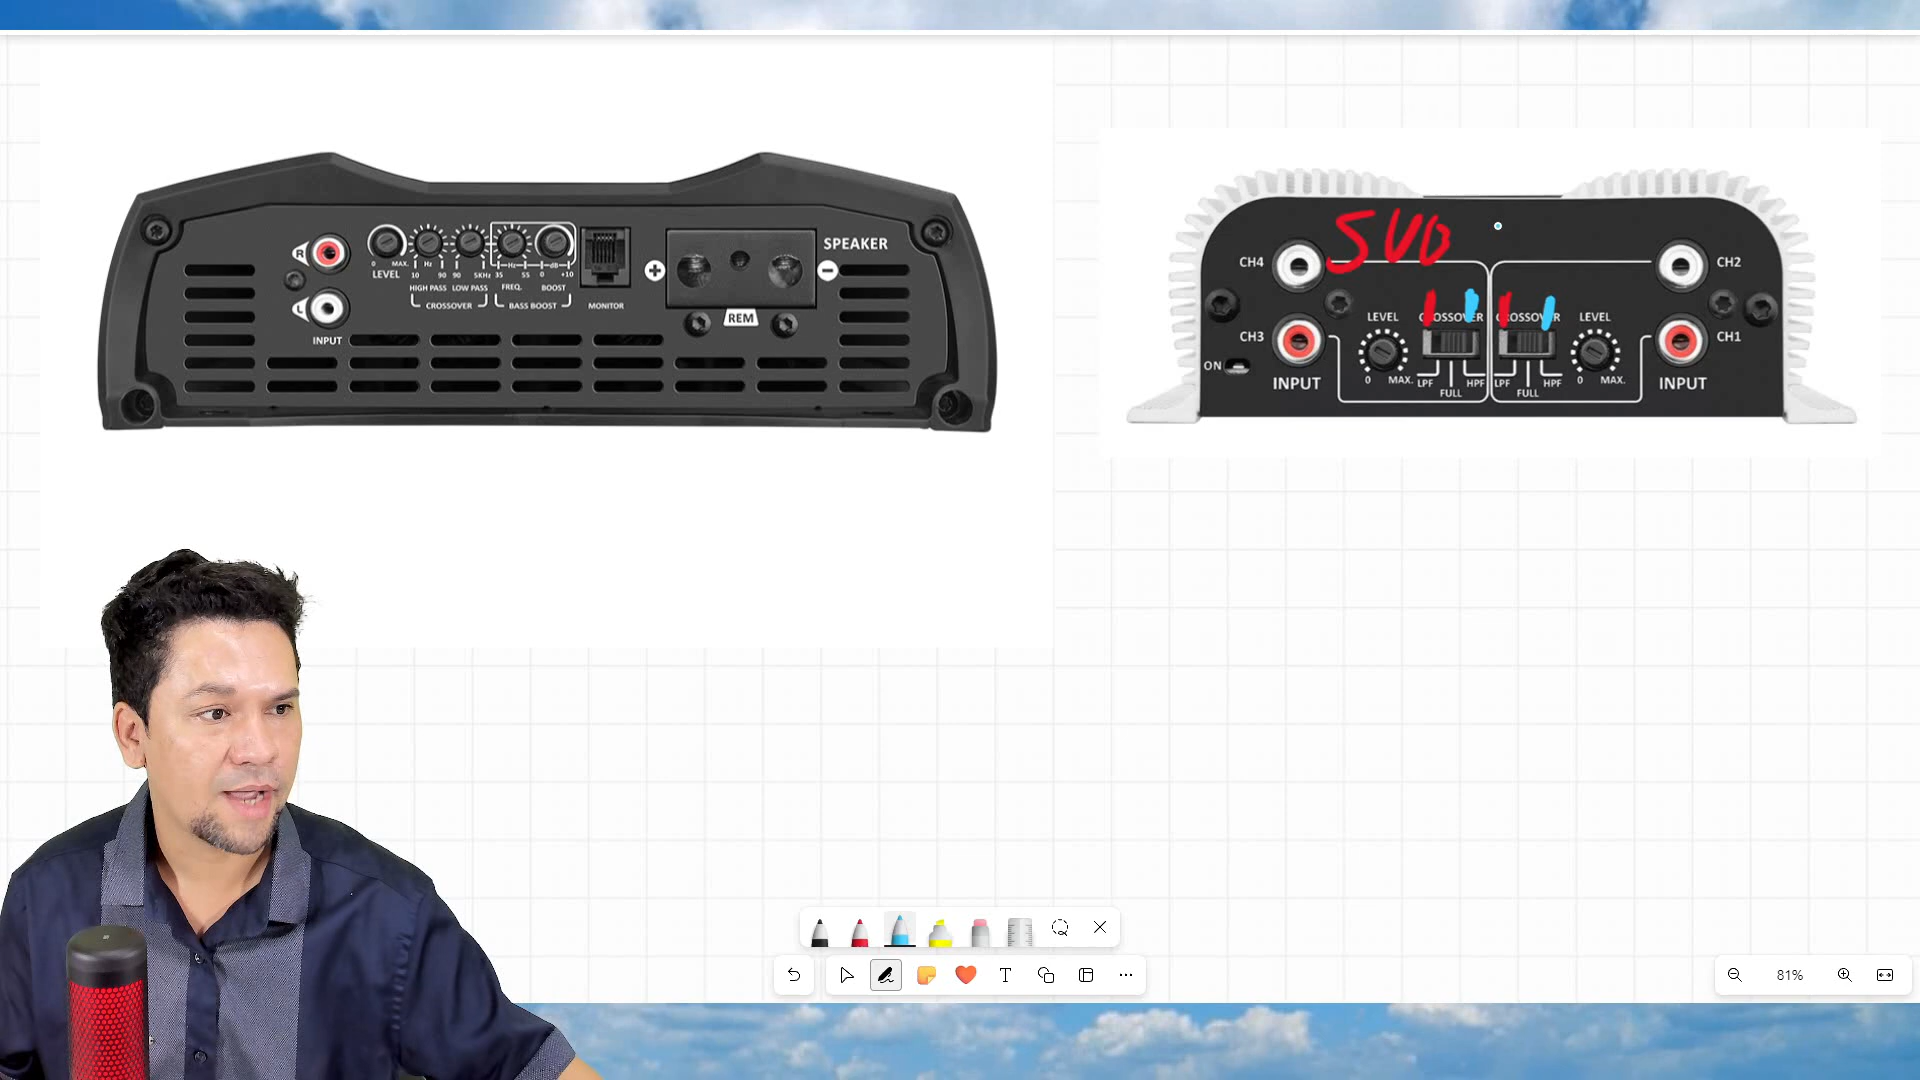 R
LEVEL
0 MAX.
Hz
10 90
HIGH PASS
90 5KHz
LOW PASS
CROSSOVER
Hz
35 55
FREQ.
dB
0 +10
BOOST
BASS BOOST
MONITOR
+
SPEAKER
-
REM
L
INPUT
SUB
CH4
CH2
LEVEL
CROSSOVER
CROSSOVER
LEVEL
CH3
CH1
ON
INPUT
0 MAX.
LPF
FULL
HPF
LPF
FULL
HPF
0 MAX.
INPUT
T
81%